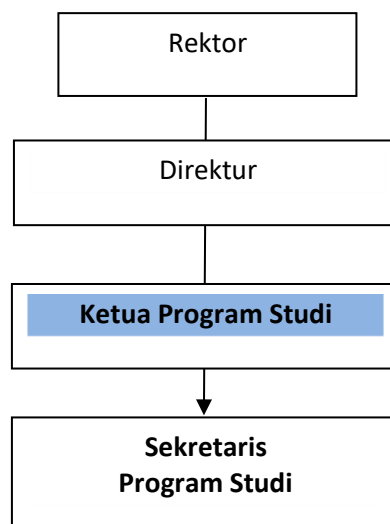 Rektor
Direktur
Ketua Program Studi
Sekretaris
Program Studi